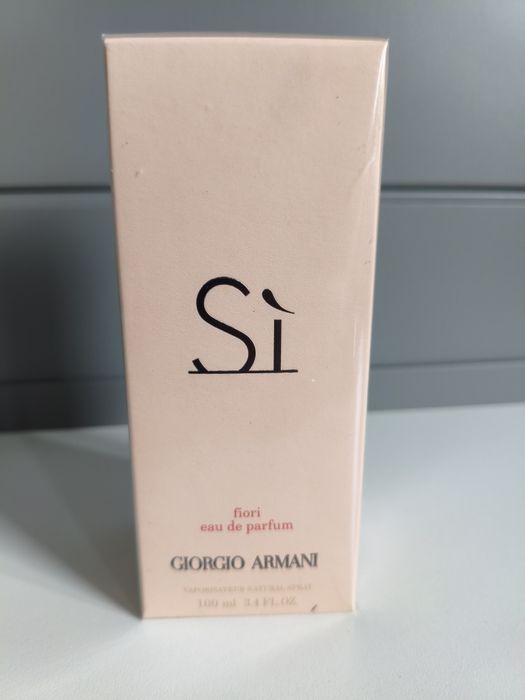 Sì
fiori
eau de parfum
GIORGIO ARMANI
VAPORISATEUR NATURAL SPRAY
100 ml 3.4 FL.OZ.